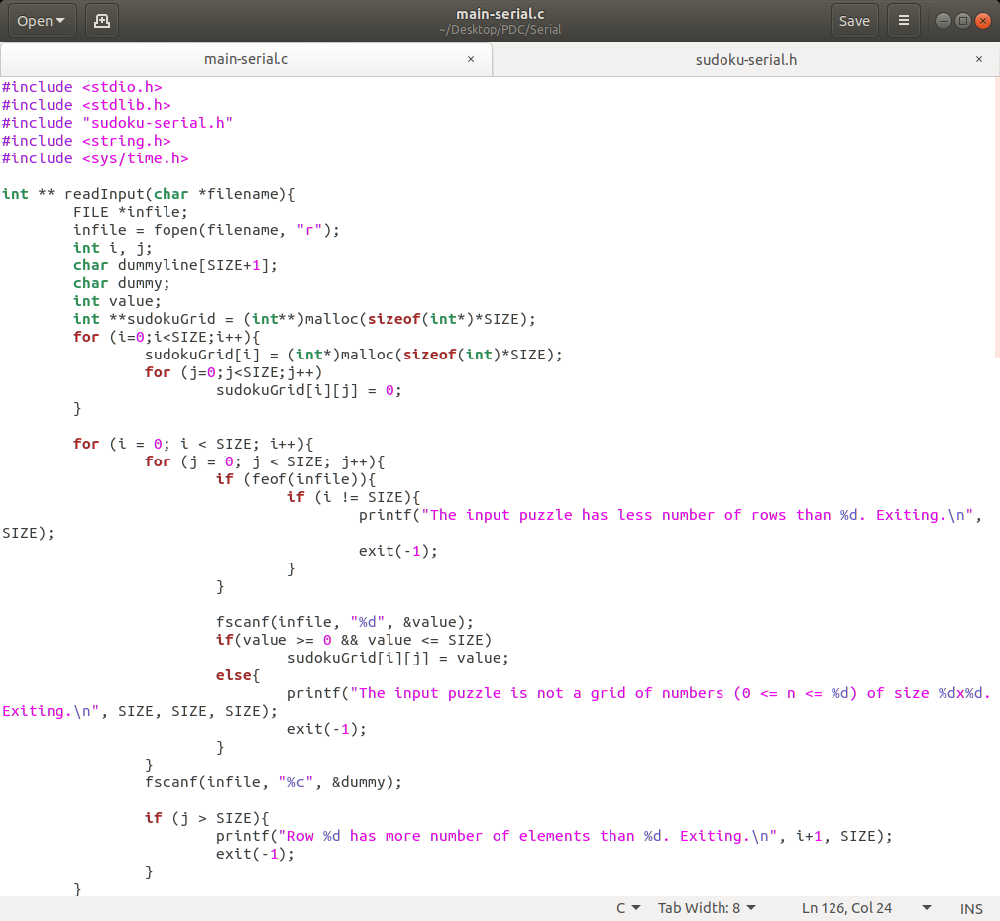 Open
main-serial.c
~/Desktop/PDC/Serial
Save
main-serial.c ×
sudoku-serial.h ×
#include <stdio.h>
#include <stdlib.h>
#include "sudoku-serial.h"
#include <string.h>
#include <sys/time.h>

int ** readInput(char *filename){
        FILE *infile;
        infile = fopen(filename, "r");
        int i, j;
        char dummyline[SIZE+1];
        char dummy;
        int value;
        int **sudokuGrid = (int**)malloc(sizeof(int*)*SIZE);
        for (i=0;i<SIZE;i++){
                sudokuGrid[i] = (int*)malloc(sizeof(int)*SIZE);
                for (j=0;j<SIZE;j++)
                        sudokuGrid[i][j] = 0;
        }

        for (i = 0; i < SIZE; i++){
                for (j = 0; j < SIZE; j++){
                        if (feof(infile)){
                                if (i != SIZE){
                                        printf("The input puzzle has less number of rows than %d. Exiting.\n",
SIZE);
                                        exit(-1);
                                }
                        }

                        fscanf(infile, "%d", &value);
                        if(value >= 0 && value <= SIZE)
                                sudokuGrid[i][j] = value;
                        else{
                                printf("The input puzzle is not a grid of numbers (0 <= n <= %d) of size %dx%d.
Exiting.\n", SIZE, SIZE, SIZE);
                                exit(-1);
                        }
                }
                fscanf(infile, "%c", &dummy);

                if (j > SIZE){
                        printf("Row %d has more number of elements than %d. Exiting.\n", i+1, SIZE);
                        exit(-1);
                }
        }
C Tab Width: 8 Ln 126, Col 24 INS